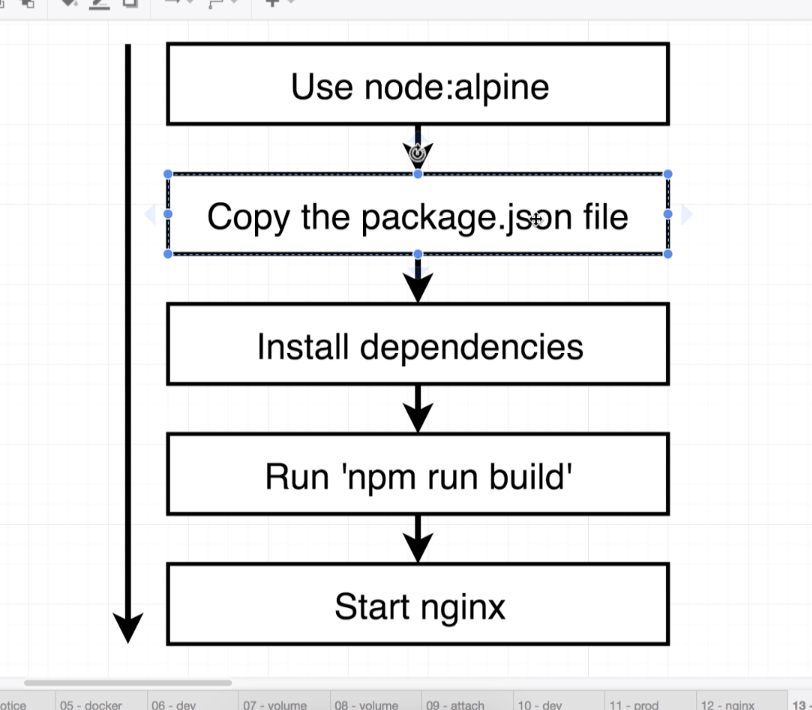 Use node:alpine
Copy the package.json file
Install dependencies
Run 'npm run build'
Start nginx
otice
05 - docker
06 - dev
07 - volume
08 - volume
09 - attach
10 - dev
11 - prod
12 - nginx
13